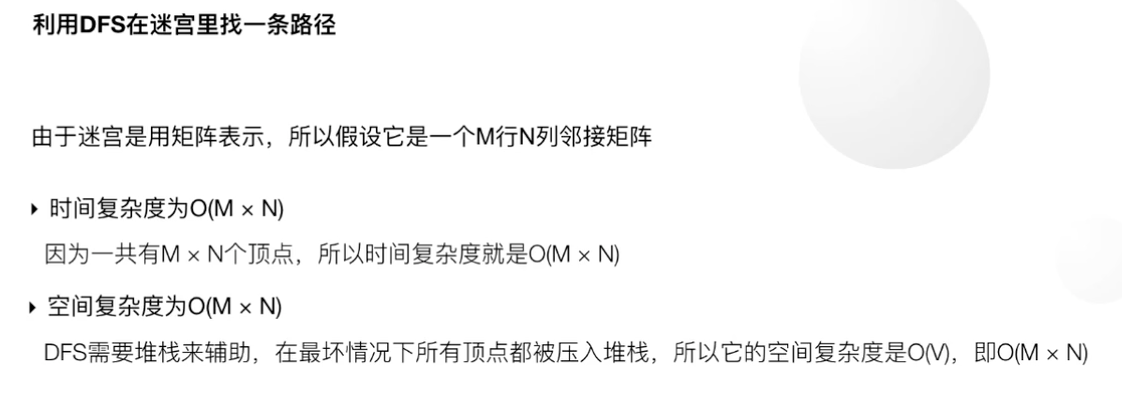 利用DFS在迷宫里找一条路径
由于迷宫是用矩阵表示，所以假设它是一个M行N列邻接矩阵
时间复杂度为O(M × N)
因为一共有M × N个顶点，所以时间复杂度就是O(M × N)
空间复杂度为O(M × N)
DFS需要堆栈来辅助，在最坏情况下所有顶点都被压入堆栈，所以它的空间复杂度是O(V)，即O(M × N)